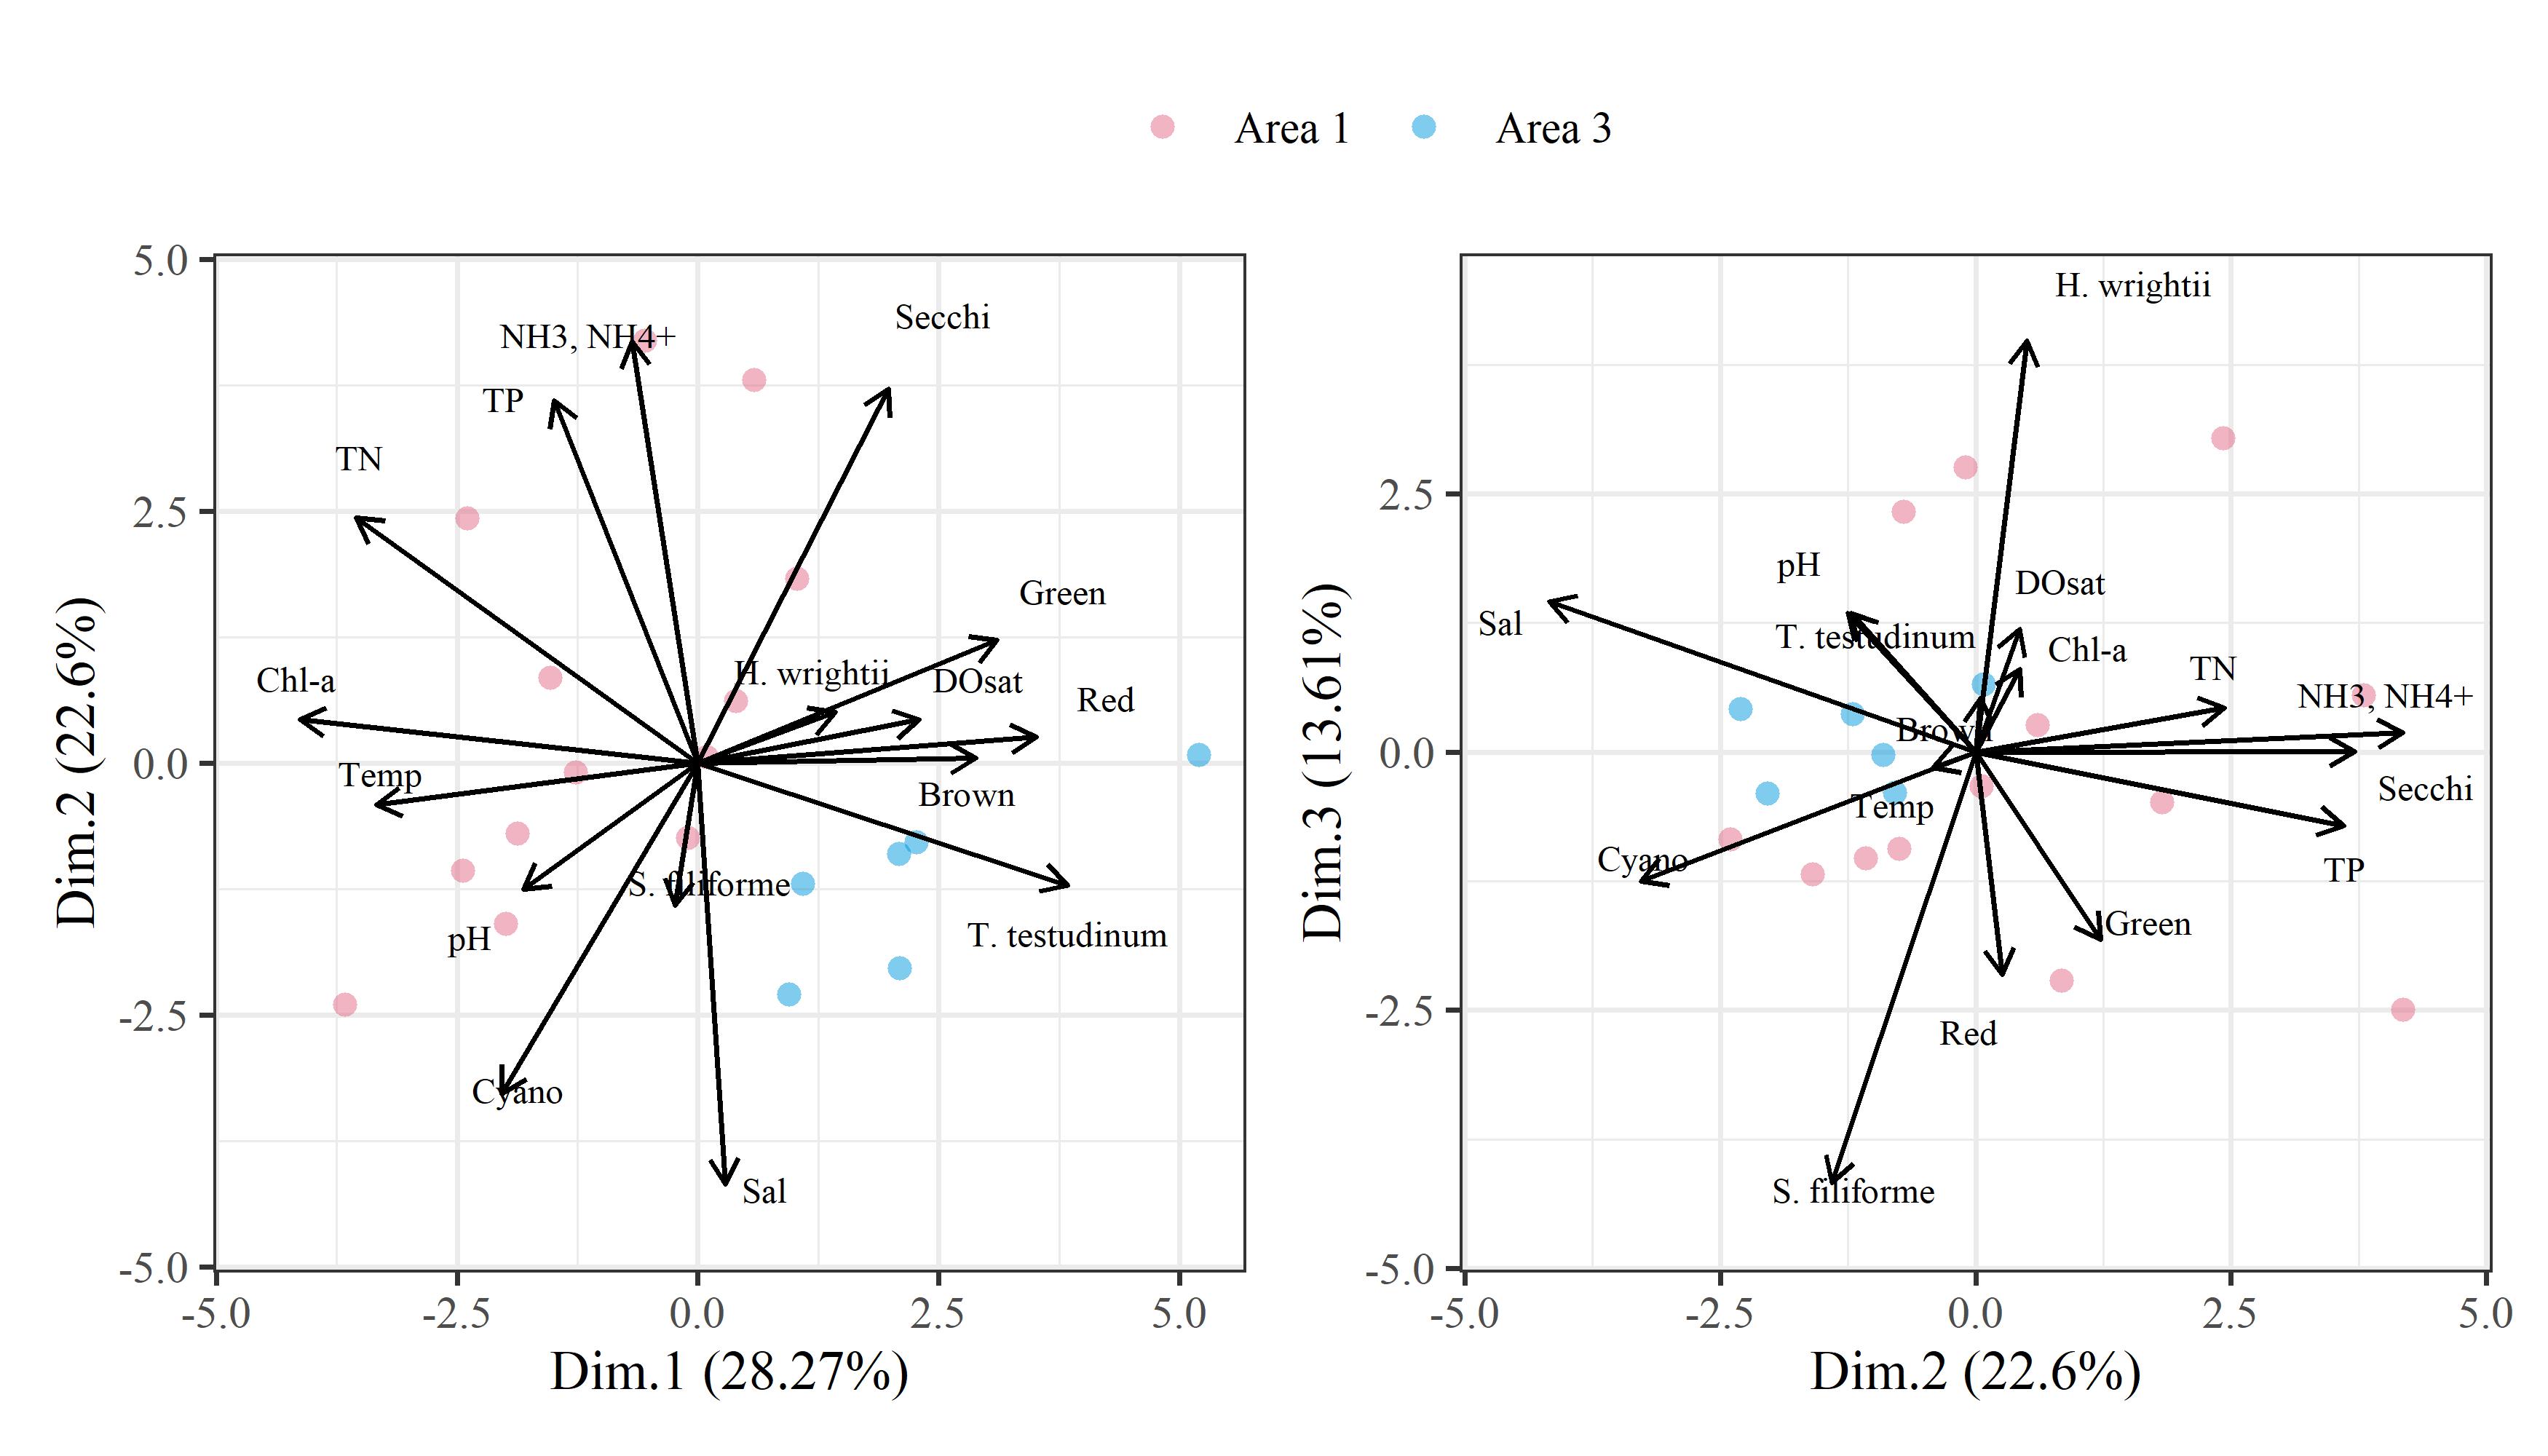 Area 1 Area 3
5.0
2.5
0.0
-2.5
-5.0
Dim.2 (22.6%)
NH3, NH4+
Secchi
TP
TN
Green
H. wrightii
DOsat
Chl-a
Red
Temp
Brown
S. filiforme
pH
T. testudinum
Cyano
Sal
-5.0 -2.5 0.0 2.5 5.0
Dim.1 (28.27%)
2.5
0.0
-2.5
-5.0
Dim.3 (13.61%)
H. wrightii
pH
DOsat
Sal
T. testudinum
Chl-a
TN
NH3, NH4+
Brown
Secchi
Temp
Cyano
TP
Green
Red
S. filiforme
-5.0 -2.5 0.0 2.5 5.0
Dim.2 (22.6%)